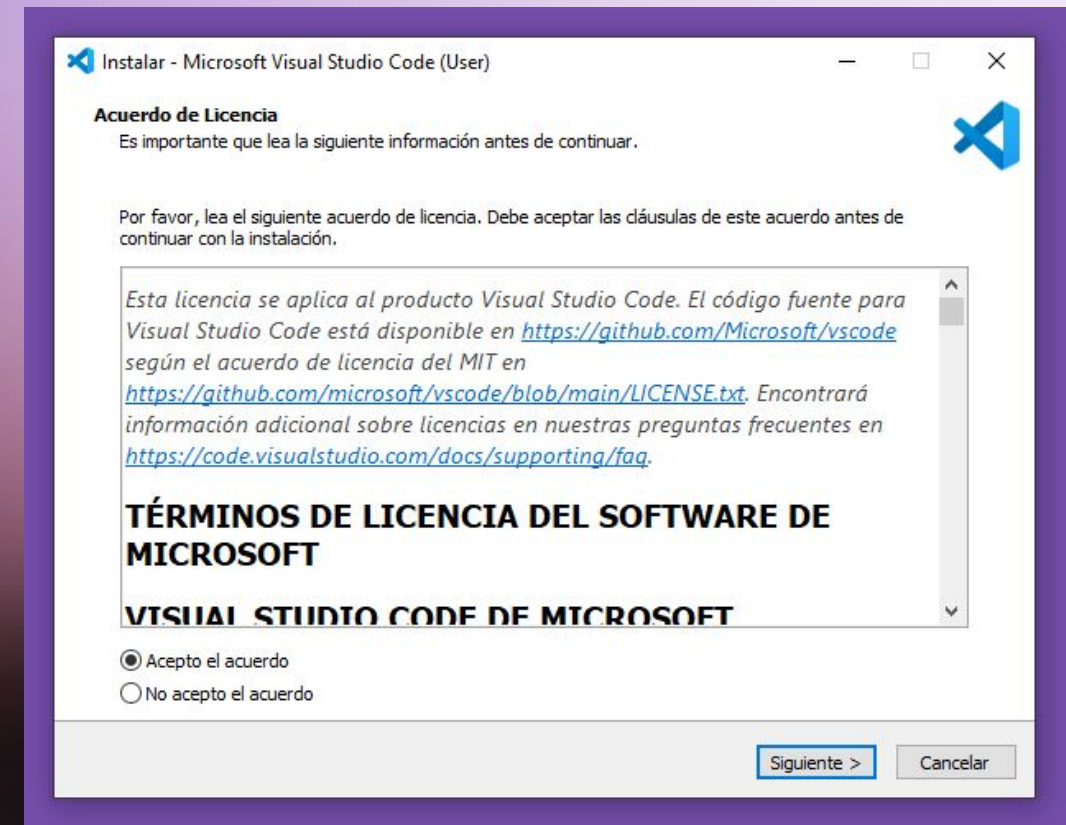 Instalar - Microsoft Visual Studio Code (User)
Acuerdo de Licencia
Es importante que lea la siguiente información antes de continuar.
Por favor, lea el siguiente acuerdo de licencia. Debe aceptar las cláusulas de este acuerdo antes de
continuar con la instalación.
Esta licencia se aplica al producto Visual Studio Code. El código fuente para
Visual Studio Code está disponible en https://github.com/Microsoft/vscode
según el acuerdo de licencia del MIT en
https://github.com/microsoft/vscode/blob/main/LICENSE.txt. Encontrará
información adicional sobre licencias en nuestras preguntas frecuentes en
https://code.visualstudio.com/docs/supporting/faq.
TÉRMINOS DE LICENCIA DEL SOFTWARE DE
MICROSOFT
VISUAL STUDIO CODE DE MICROSOFT
Acepto el acuerdo
No acepto el acuerdo
Siguiente >
Cancelar